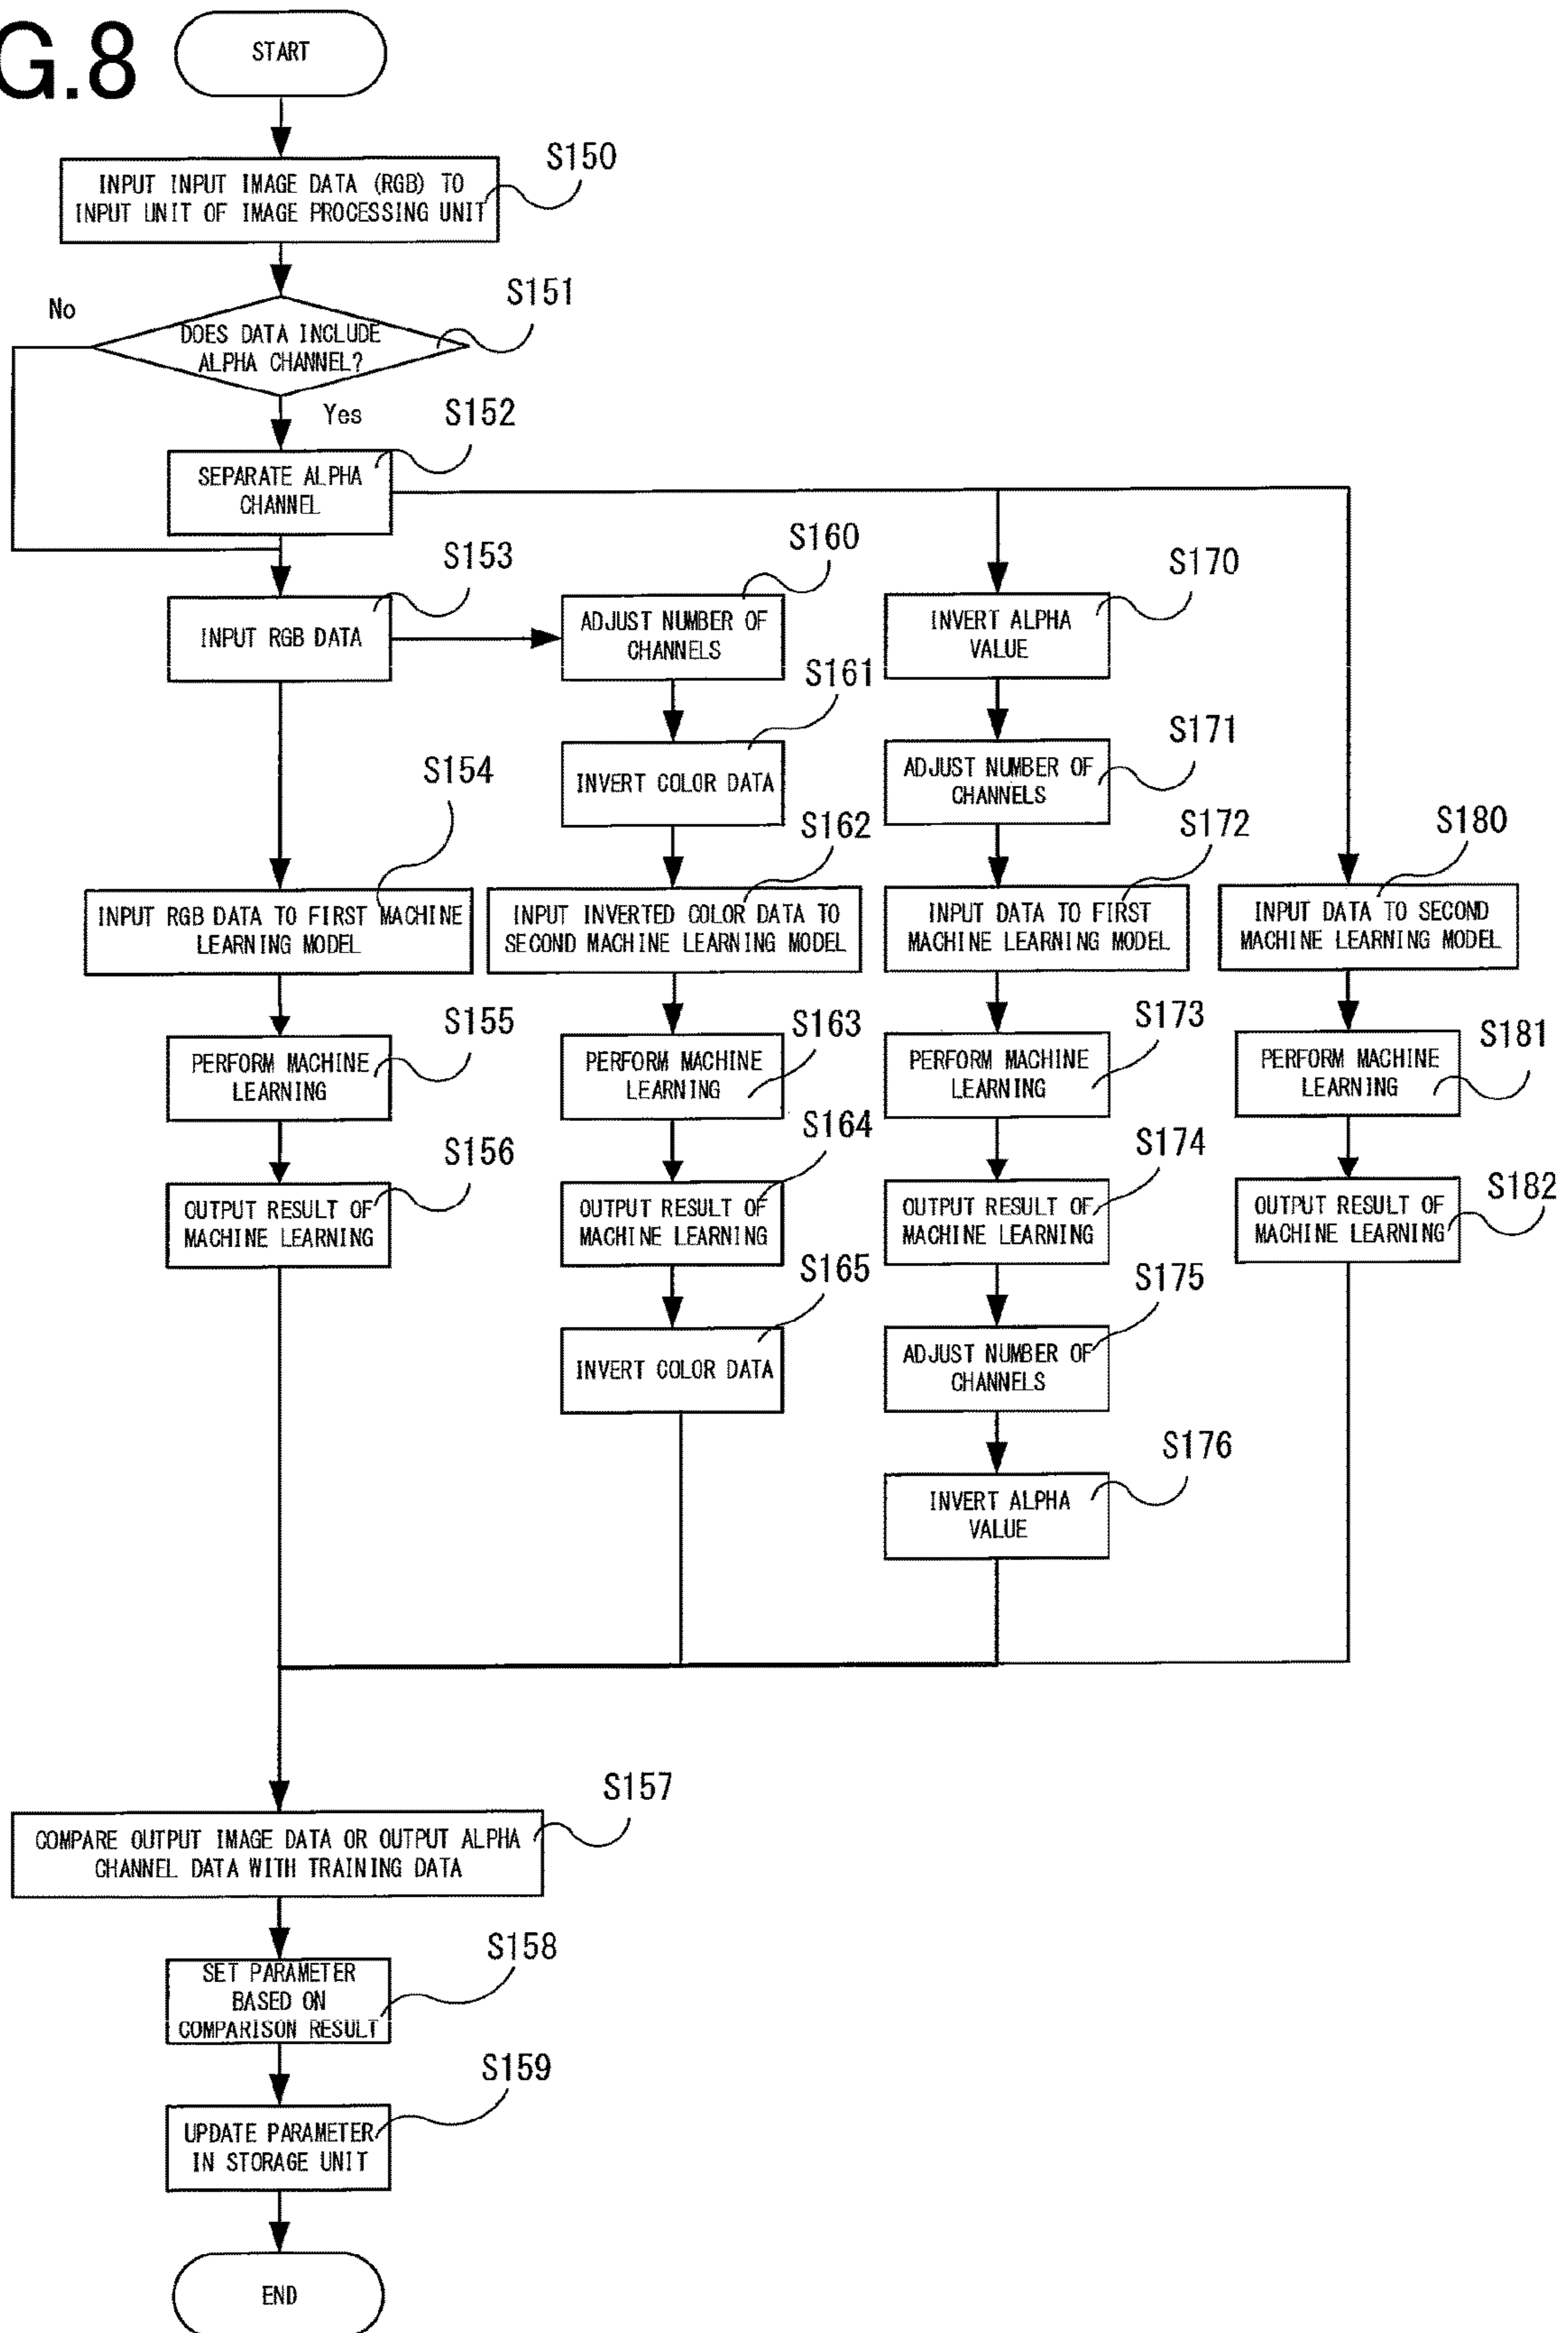 G.8
START
S150
INPUT INPUT IMAGE DATA (RGB) TO
INPUT UNIT OF IMAGE PROCESSING UNIT
S151
No
DOES DATA INCLUDE
ALPHA CHANNEL?
Yes
S152
SEPARATE ALPHA
CHANNEL
S153
INPUT RGB DATA
S160
ADJUST NUMBER OF
CHANNELS
S170
INVERT ALPHA
VALUE
S161
INVERT COLOR DATA
S171
ADJUST NUMBER OF
CHANNELS
S154
INPUT RGB DATA TO FIRST MACHINE
LEARNING MODEL
S162
INPUT INVERTED COLOR DATA TO
SECOND MACHINE LEARNING MODEL
S172
INPUT DATA TO FIRST
MACHINE LEARNING MODEL
S180
INPUT DATA TO SECOND
MACHINE LEARNING MODEL
S155
PERFORM MACHINE
LEARNING
S163
PERFORM MACHINE
LEARNING
S173
PERFORM MACHINE
LEARNING
S181
PERFORM MACHINE
LEARNING
S156
OUTPUT RESULT OF
MACHINE LEARNING
S164
OUTPUT RESULT OF
MACHINE LEARNING
S174
OUTPUT RESULT OF
MACHINE LEARNING
S182
OUTPUT RESULT OF
MACHINE LEARNING
S165
INVERT COLOR DATA
S175
ADJUST NUMBER OF
CHANNELS
S176
INVERT ALPHA
VALUE
S157
COMPARE OUTPUT IMAGE DATA OR OUTPUT ALPHA
CHANNEL DATA WITH TRAINING DATA
S158
SET PARAMETER
BASED ON
COMPARISON RESULT
S159
UPDATE PARAMETER
IN STORAGE UNIT
END